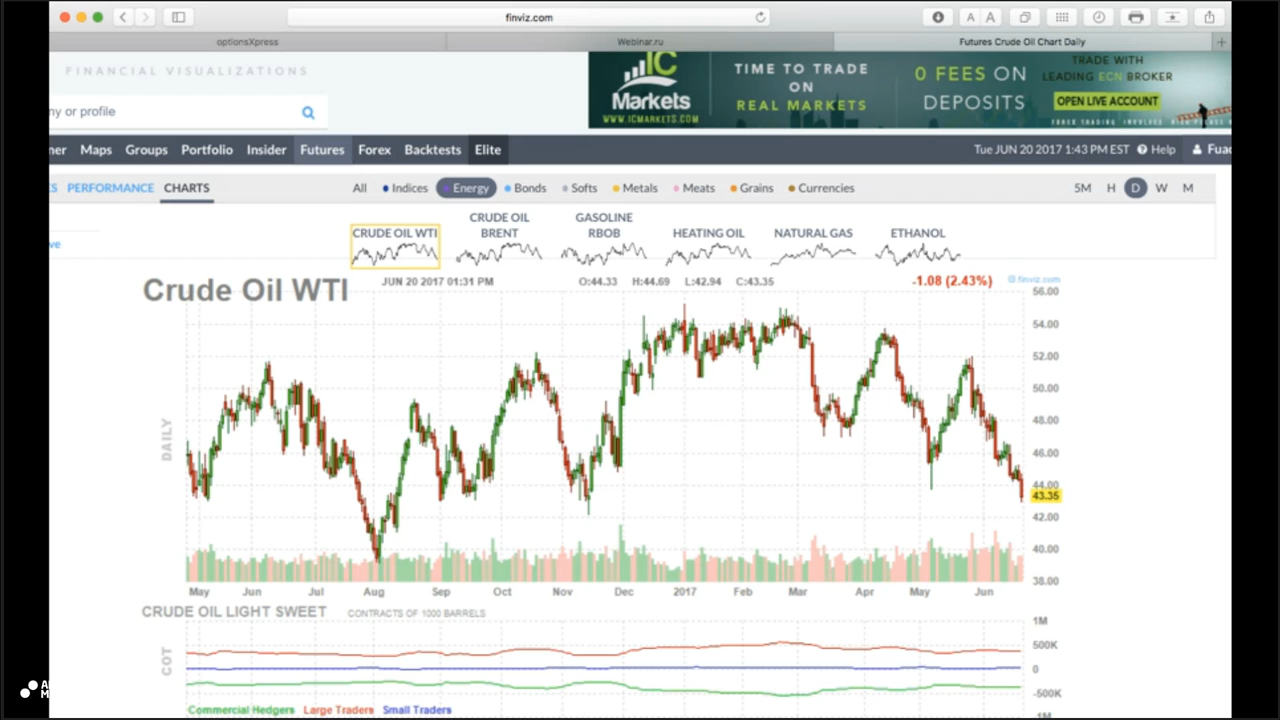 finviz.com
A A
optionsXpress
Webinar.ru
Futures Crude Oil Chart Daily
FINANCIAL VISUALIZATIONS
ny or profile
IC
Markets
WWW.ICMARKETS.COM
TIME TO TRADE
ON
REAL MARKETS
0 FEES ON
DEPOSITS
TRADE WITH
LEADING ECN BROKER
OPEN LIVE ACCOUNT
ner Maps Groups Portfolio Insider Futures Forex Backtests Elite
Tue JUN 20 2017 1:43 PM EST Help Fuad
S PERFORMANCE CHARTS
All Indices Energy Bonds Softs Metals Meats Grains Currencies
5M H D W M
ve
CRUDE OIL WTI
CRUDE OIL
BRENT
GASOLINE
RBOB
HEATING OIL
NATURAL GAS
ETHANOL
Crude Oil WTI
JUN 20 2017 01:31 PM O:44.33 H:44.69 L:42.94 C:43.35 -1.08 (2.43%)
finviz.com
56.00
54.00
52.00
50.00
48.00
46.00
44.00
43.35
42.00
40.00
38.00
DAILY
May Jun Jul Aug Sep Oct Nov Dec 2017 Feb Mar Apr May Jun
CRUDE OIL LIGHT SWEET CONTRACTS OF 1000 BARRELS
1M
500K
0
-500K
COT
Commercial Hedgers Large Traders Small Traders